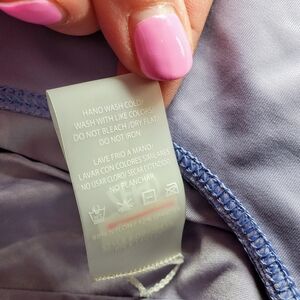 HAND WASH COLD
WASH WITH LIKE COLORS
DO NOT BLEACH /DRY FLAT
DO NOT IRON
LAVE FRIO A MANO
LAVAR CON COLORES SIMILARES
NO USAR CLORO/ SECAR EXTENDIDO
NO PLANCHAR